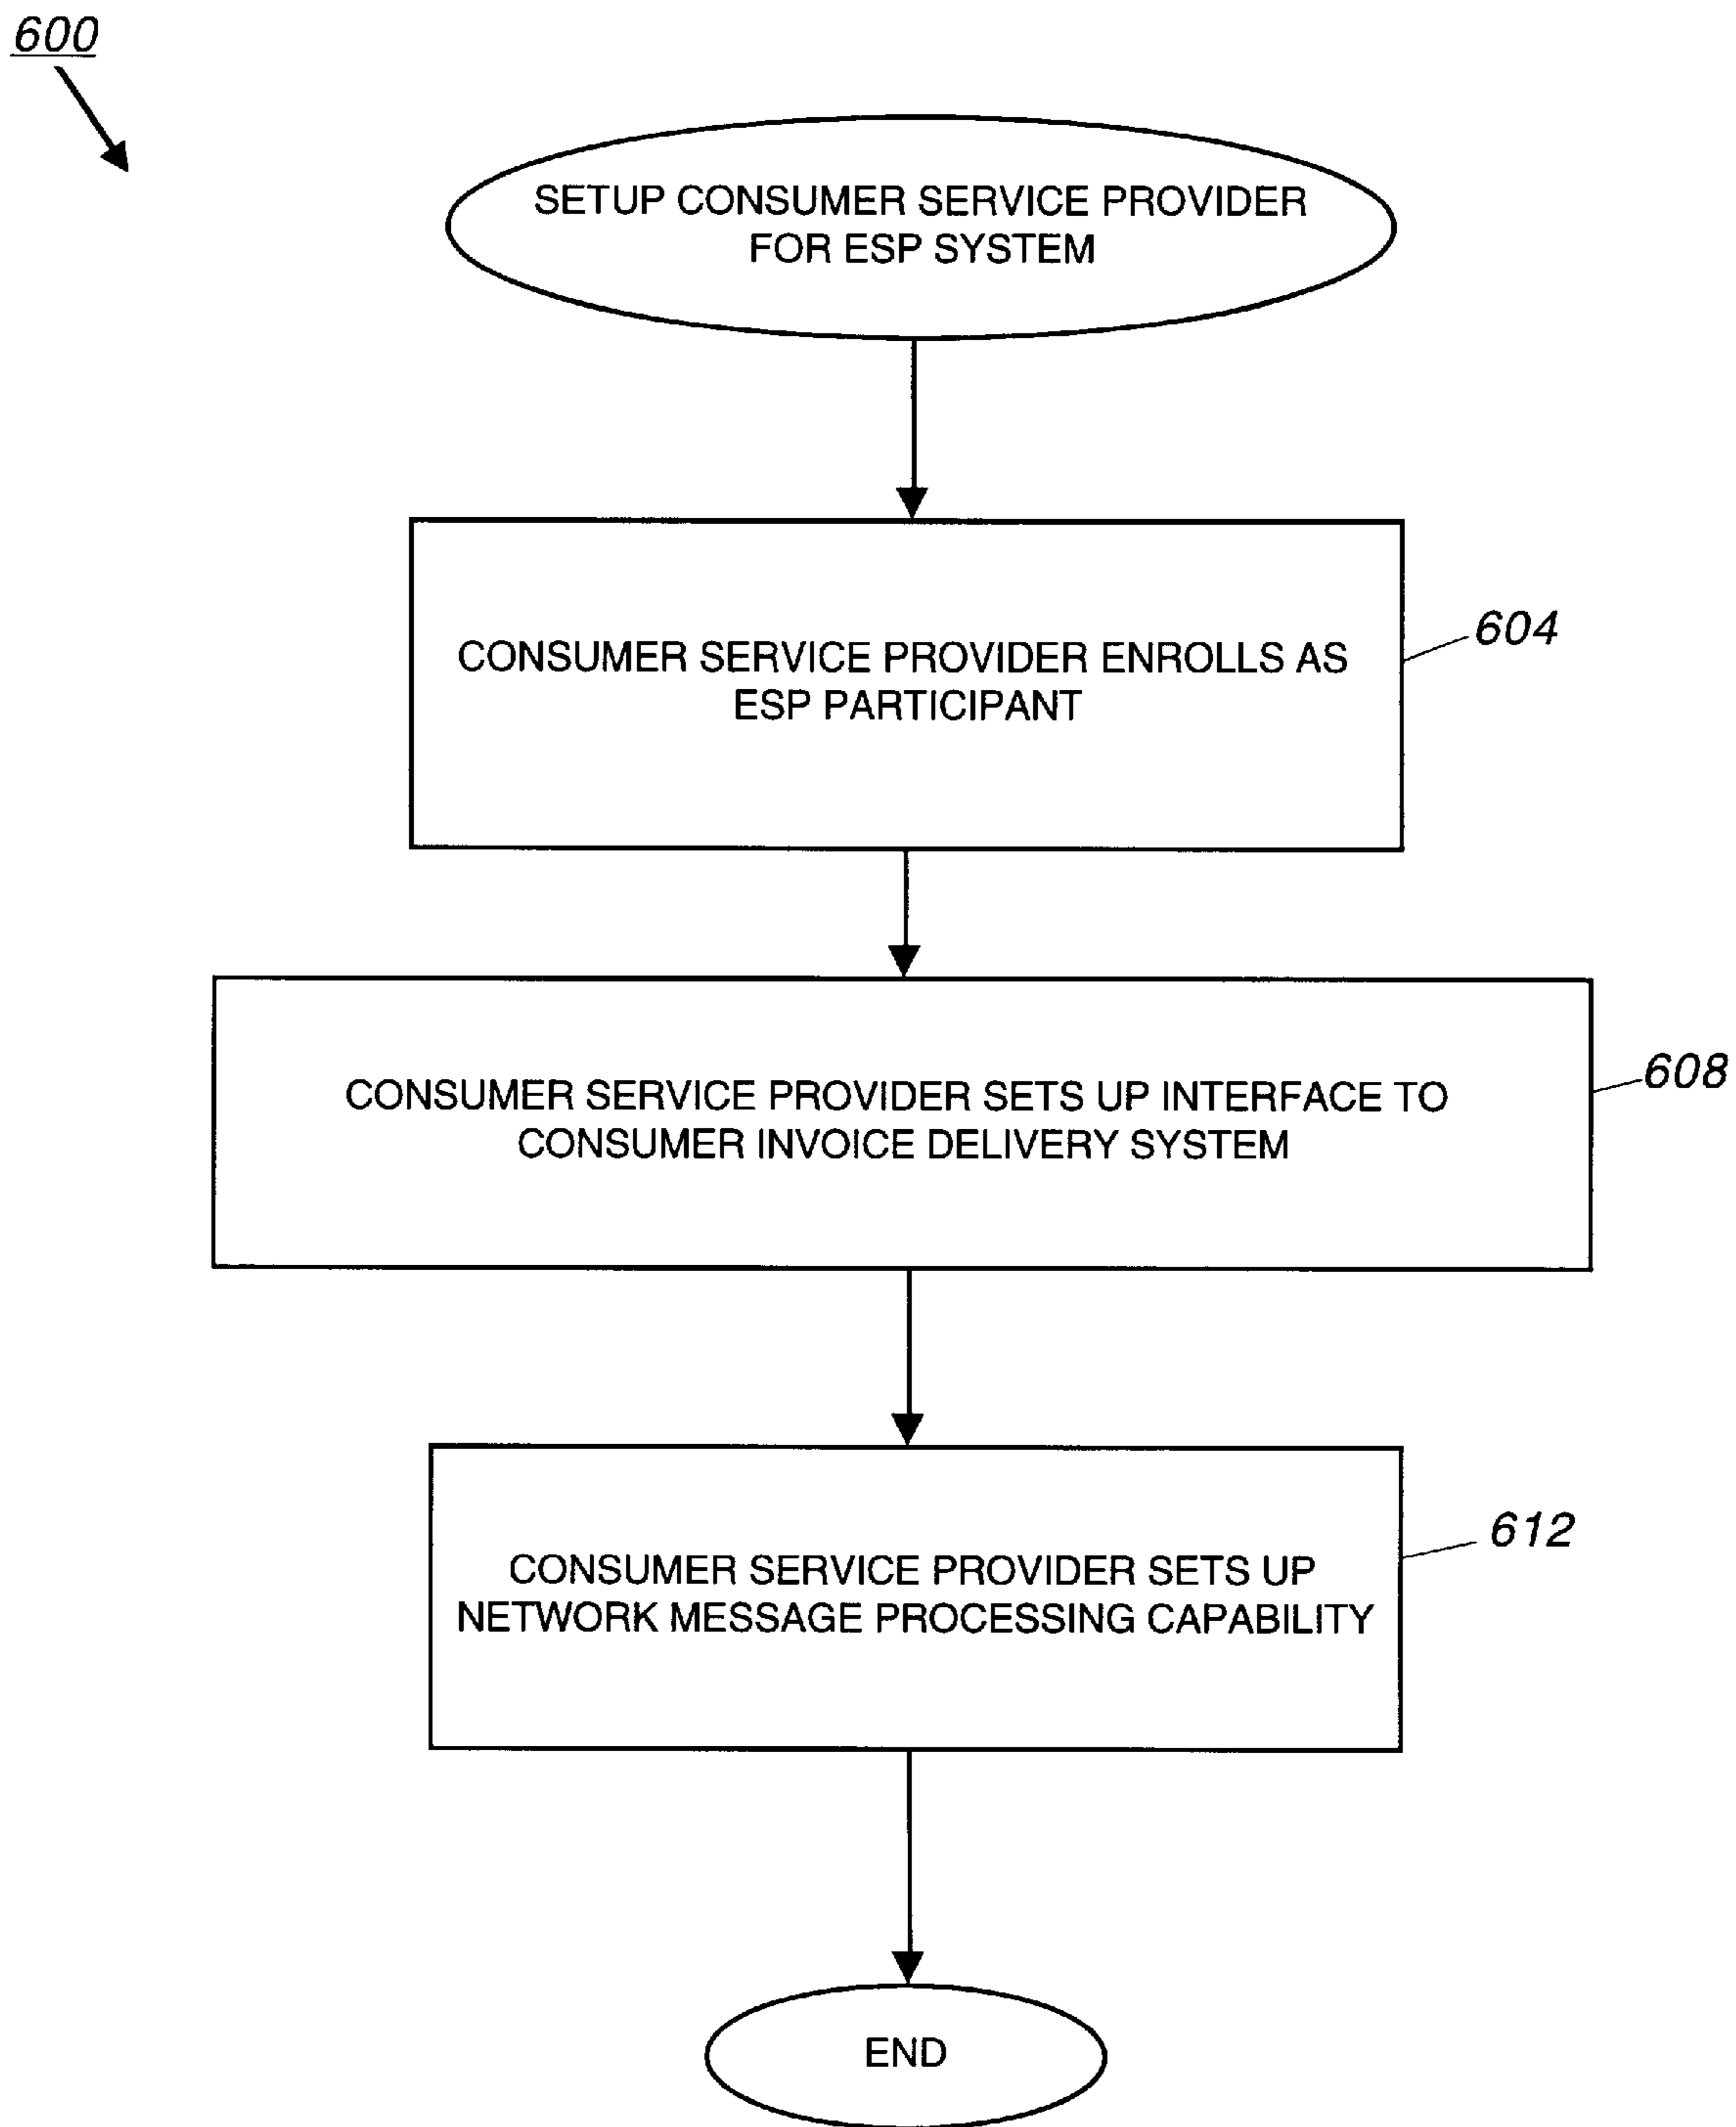 600
SETUP CONSUMER SERVICE PROVIDER
FOR ESP SYSTEM
CONSUMER SERVICE PROVIDER ENROLLS AS
ESP PARTICIPANT
604
CONSUMER SERVICE PROVIDER SETS UP INTERFACE TO
CONSUMER INVOICE DELIVERY SYSTEM
608
CONSUMER SERVICE PROVIDER SETS UP
NETWORK MESSAGE PROCESSING CAPABILITY
612
END